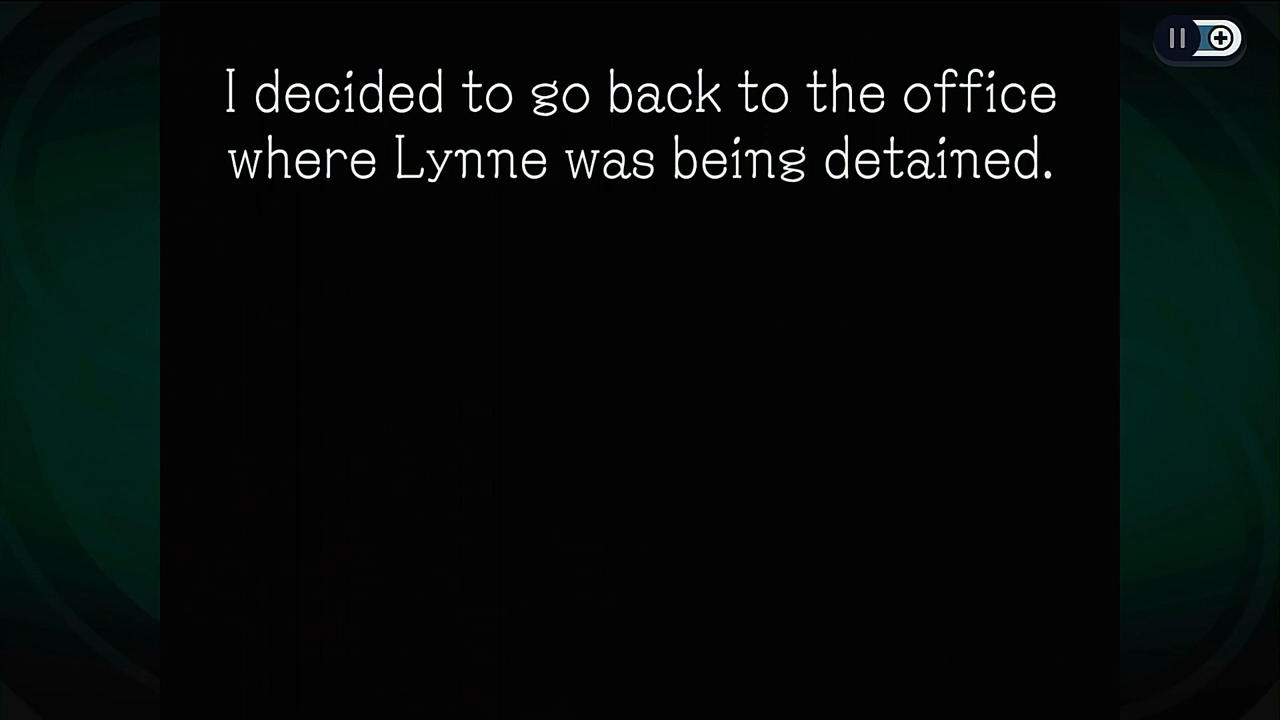 I decided to go back to the office
where Lynne was being detained.